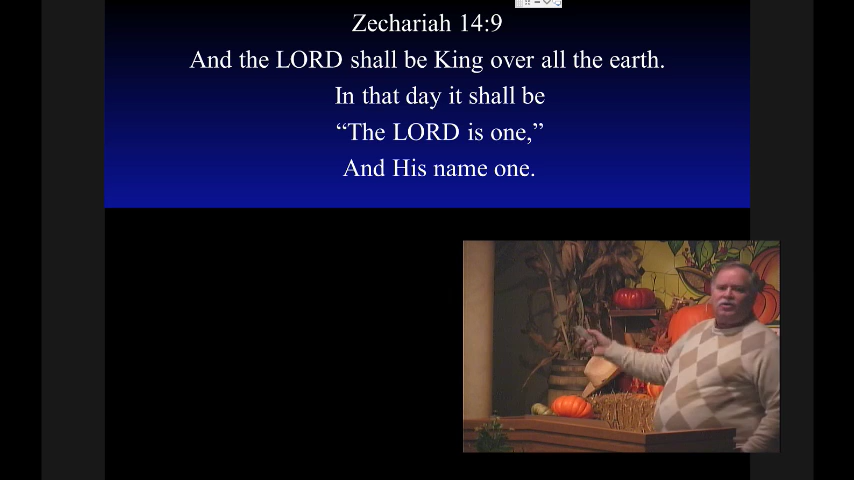 Zechariah 14:9
And the LORD shall be King over all the earth.
In that day it shall be
“The LORD is one,”
And His name one.